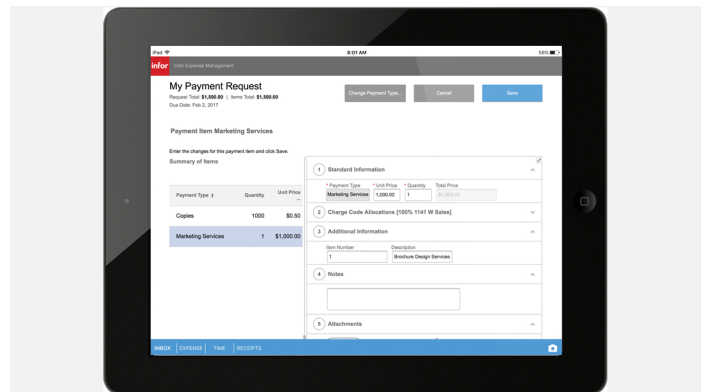 iPad
8:01 AM
56%
infor
Infor Expense Management
My Payment Request
Request Total: $1,500.00 | Items Total: $1,500.00
Due Date: Feb 2, 2017
Change Payment Type...
Cancel
Save
Payment Item Marketing Services
Enter the changes for this payment item and click Save.
Summary of Items
Payment Type
Quantity
Unit Price
...
Copies 1000 $0.50
Marketing Services 1 $1,000.00
1 Standard Information
* Payment Type * Unit Price * Quantity Total Price
Marketing Services 1,000.00 1 $1,000.00
2 Charge Code Allocations [100% 1141 W Sales]
3 Additional Information
Item Number Description
1 Brochure Design Services
4 Notes
5 Attachments
INBOX EXPENSE TIME RECEIPTS